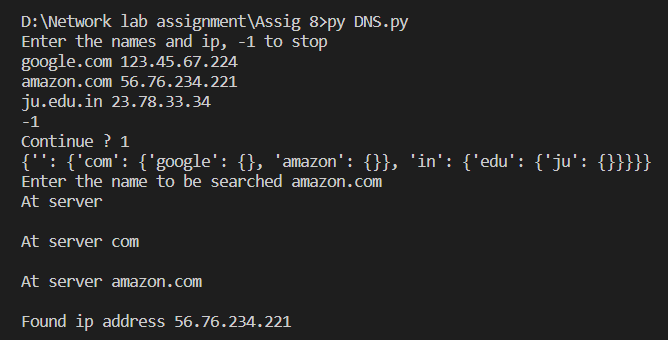 D:\Network lab assignment\Assig 8>py DNS.py
Enter the names and ip, -1 to stop
google.com 123.45.67.224
amazon.com 56.76.234.221
ju.edu.in 23.78.33.34
-1
Continue ? 1
{'': {'com': {'google': {}, 'amazon': {}}, 'in': {'edu': {'ju': {}}}}}
Enter the name to be searched amazon.com
At server
At server com
At server amazon.com
Found ip address 56.76.234.221